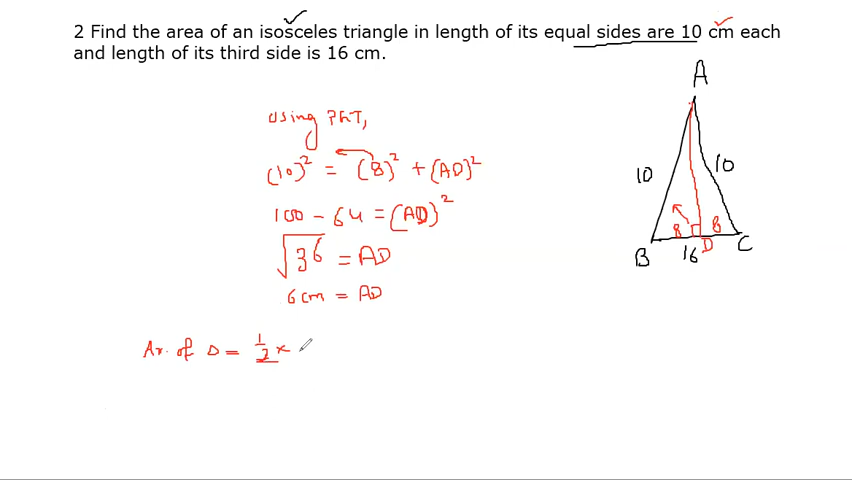 2 Find the area of an isosceles triangle in length of its equal sides are 10 cm each
and length of its third side is 16 cm.
A
using PGT,
(10)² = (8)² + (AD)²
10 10
100 - 64 = (AD)²
8 8
B 16 D C
√36 = AD
6 cm = AD
Ar. of Δ = 1/2 ×